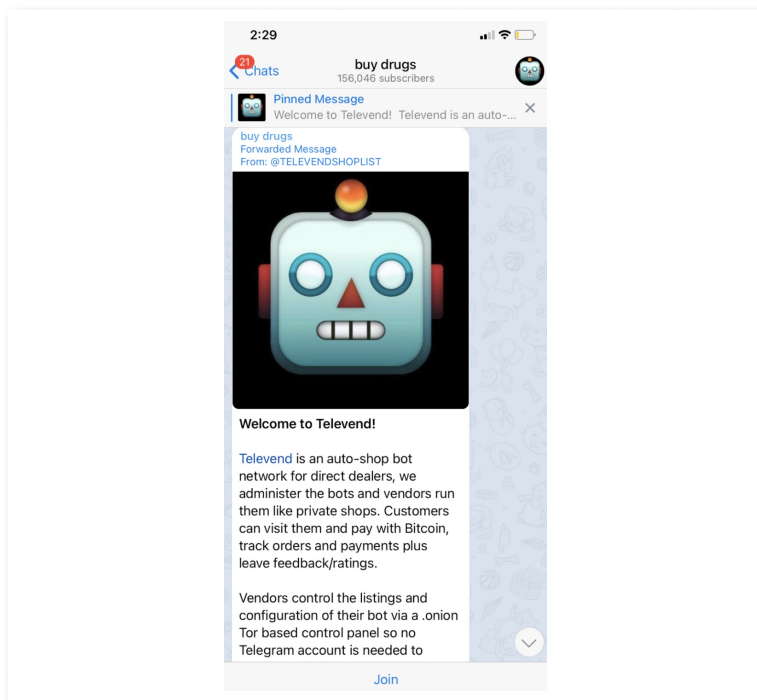 2:29
21
Chats
buy drugs
156,046 subscribers
Pinned Message
Welcome to Televend!  Televend is an auto-...
buy drugs
Forwarded Message
From: @TELEVENDSHOPLIST
Welcome to Televend!
Televend is an auto-shop bot
network for direct dealers, we
administer the bots and vendors run
them like private shops. Customers
can visit them and pay with Bitcoin,
track orders and payments plus
leave feedback/ratings.
Vendors control the listings and
configuration of their bot via a .onion
Tor based control panel so no
Telegram account is needed to
Join